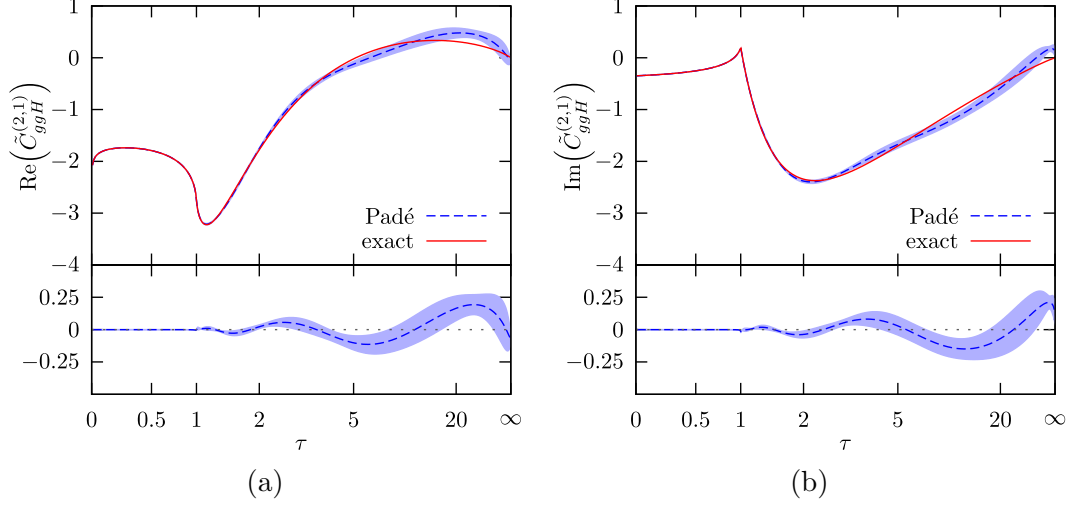 1
0
−1
−2
−3
−4
Re(C̃_{ggH}^{(2,1)})
Padé
exact
0.25
0
−0.25
0 0.5 1 2 5 20 ∞
τ
(a)
1
0
−1
−2
−3
−4
Im(C̃_{ggH}^{(2,1)})
Padé
exact
0.25
0
−0.25
0 0.5 1 2 5 20 ∞
τ
(b)